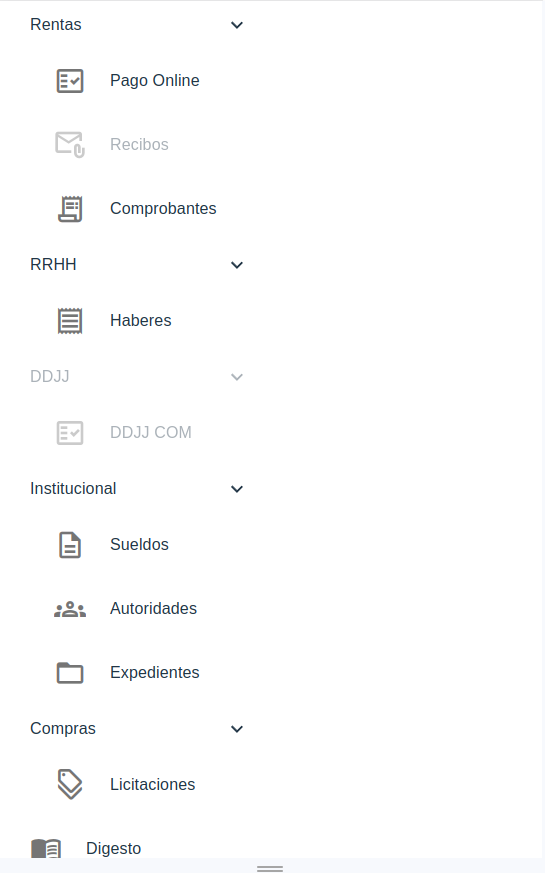 Rentas
Pago Online
Recibos
Comprobantes
RRHH
Haberes
DDJJ
DDJJ COM
Institucional
Sueldos
Autoridades
Expedientes
Compras
Licitaciones
Digesto